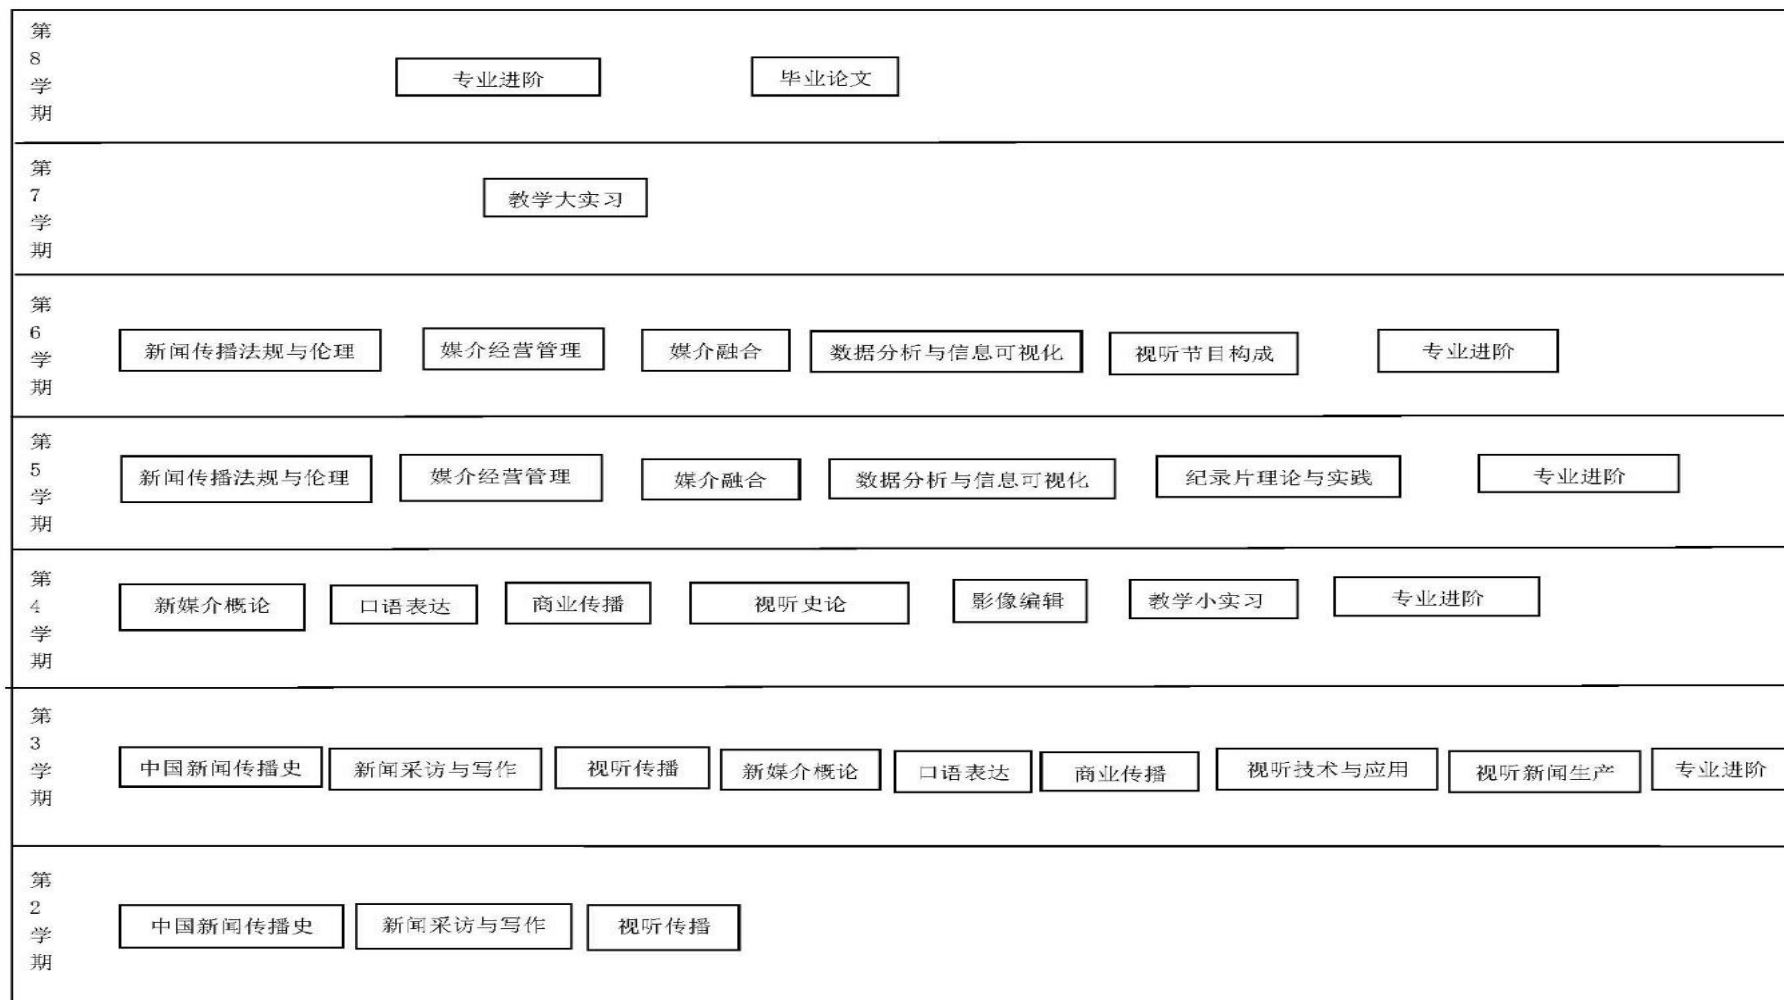 第8学期
专业进阶 毕业论文
第7学期
教学大实习
第6学期
新闻传播法规与伦理 媒介经营管理 媒介融合 数据分析与信息可视化 视听节目构成 专业进阶
第5学期
新闻传播法规与伦理 媒介经营管理 媒介融合 数据分析与信息可视化 纪录片理论与实践 专业进阶
第4学期
新媒介概论 口语表达 商业传播 视听史论 影像编辑 教学小实习 专业进阶
第3学期
中国新闻传播史 新闻采访与写作 视听传播 新媒介概论 口语表达 商业传播 视听技术与应用 视听新闻生产 专业进阶
第2学期
中国新闻传播史 新闻采访与写作 视听传播